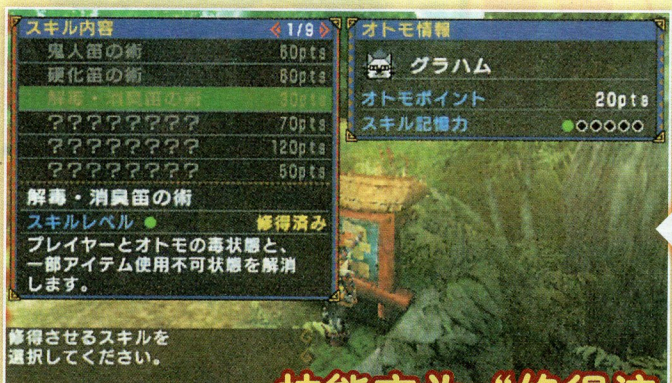 スキル内容 1/9
鬼人笛の術 60pts
硬化笛の術 80pts
解毒・消臭笛の術 30pts
???????? 70pts
???????? 120pts
???????? 50pts
解毒・消臭笛の術
スキルレベル 修得済み
プレイヤーとオトモの毒状態と、
一部アイテム使用不可状態を解消
します。
修得させるスキルを
選択してください。
オトモ情報
グラハム
オトモポイント 20pts
スキル記憶力